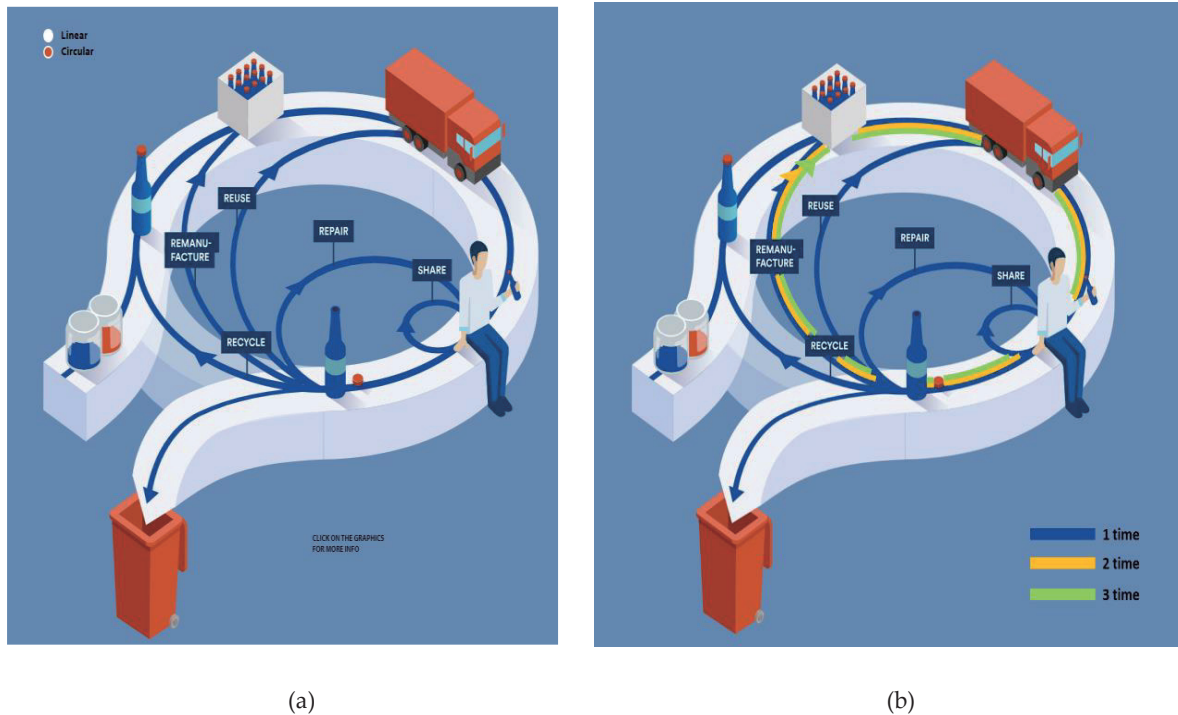 Linear
Circular
REUSE
REMANU-
FACTURE
REPAIR
SHARE
RECYCLE
CLICK ON THE GRAPHICS
FOR MORE INFO
(a)
REUSE
REMANU-
FACTURE
REPAIR
SHARE
RECYCLE
1 time
2 time
3 time
(b)